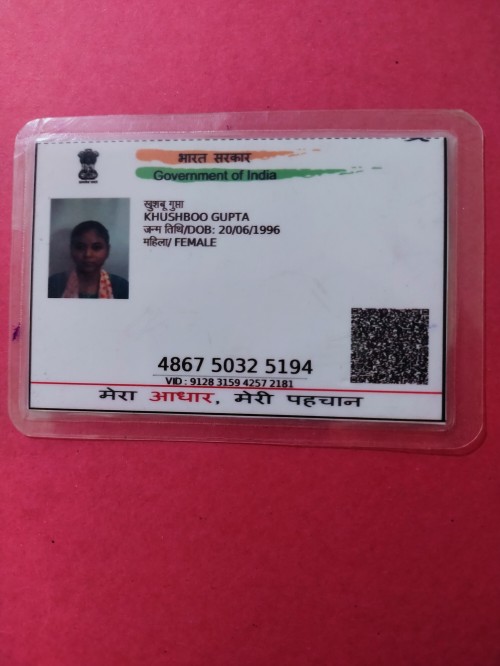 भारत सरकार
Government of India
खुशबू गुप्ता
KHUSHBOO GUPTA
जन्म तिथि/DOB: 20/06/1996
महिला/ FEMALE
4867 5032 5194
VID : 9128 3159 4257 2181
मेरा आधार, मेरी पहचान